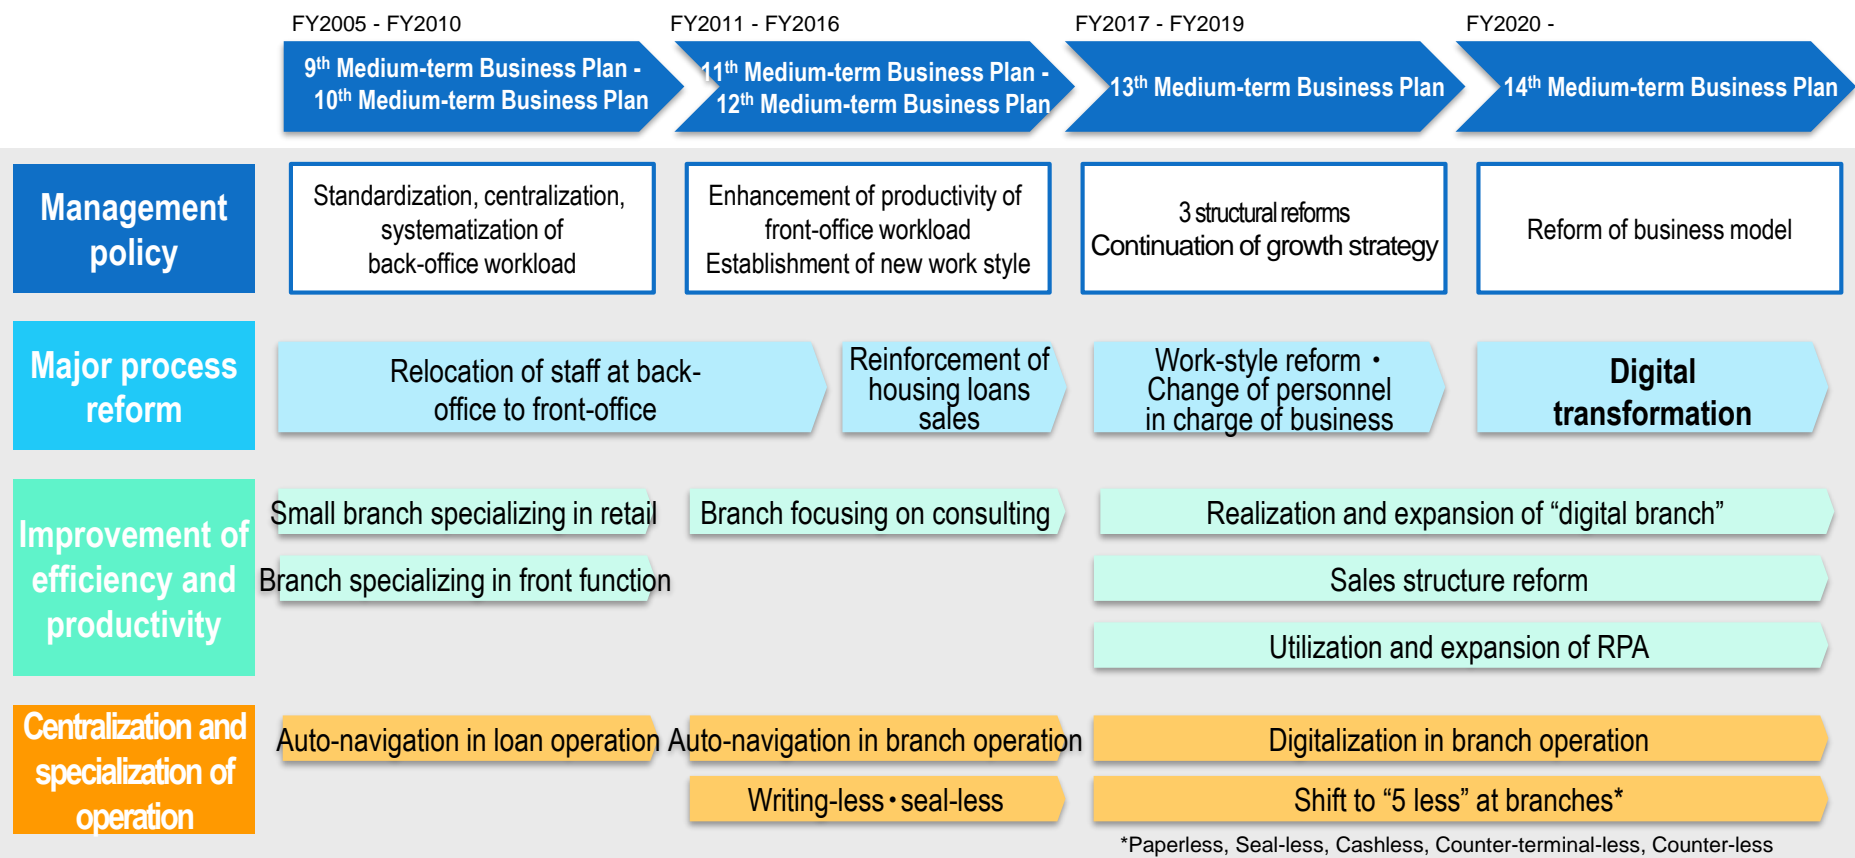 FY2005 - FY2010
FY2011 - FY2016
FY2017 - FY2019
FY2020 -
9th Medium-term Business Plan -
10th Medium-term Business Plan
11th Medium-term Business Plan -
12th Medium-term Business Plan
13th Medium-term Business Plan
14th Medium-term Business Plan
Management
policy
Standardization, centralization,
systematization of
back-office workload
Enhancement of productivity of
front-office workload
Establishment of new work style
3 structural reforms
Continuation of growth strategy
Reform of business model
Major process
reform
Relocation of staff at back-
office to front-office
Reinforcement of
housing loans
sales
Work-style reform・
Change of personnel
in charge of business
Digital
transformation
Improvement of
efficiency and
productivity
Small branch specializing in retail
Branch focusing on consulting
Realization and expansion of “digital branch”
Branch specializing in front function
Sales structure reform
Utilization and expansion of RPA
Centralization and
specialization of
operation
Auto-navigation in loan operation
Auto-navigation in branch operation
Digitalization in branch operation
Writing-less・seal-less
Shift to “5 less” at branches*
*Paperless, Seal-less, Cashless, Counter-terminal-less, Counter-less